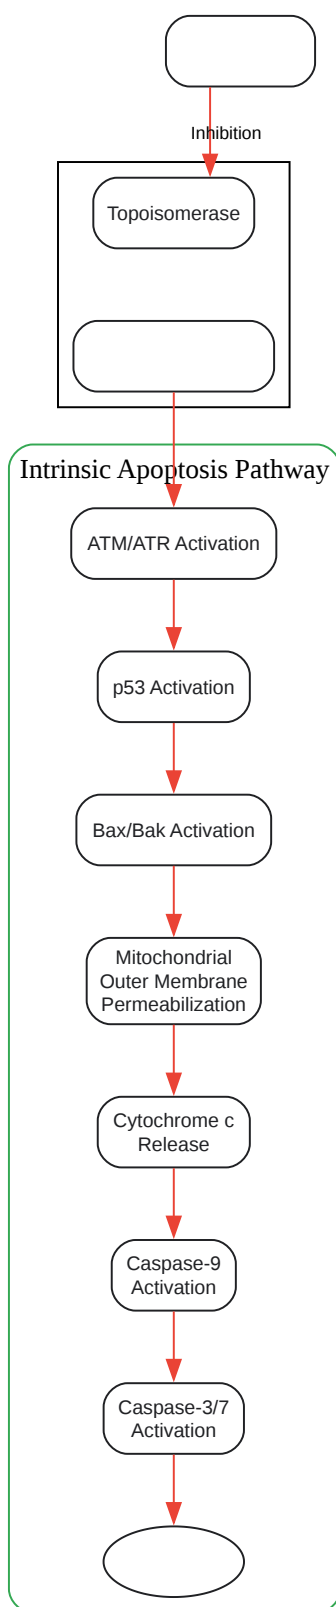 Inhibition
Topoisomerase
Intrinsic Apoptosis Pathway
ATM/ATR Activation
p53 Activation
Bax/Bak Activation
Mitochondrial
Outer Membrane
Permeabilization
Cytochrome c
Release
Caspase-9
Activation
Caspase-3/7
Activation